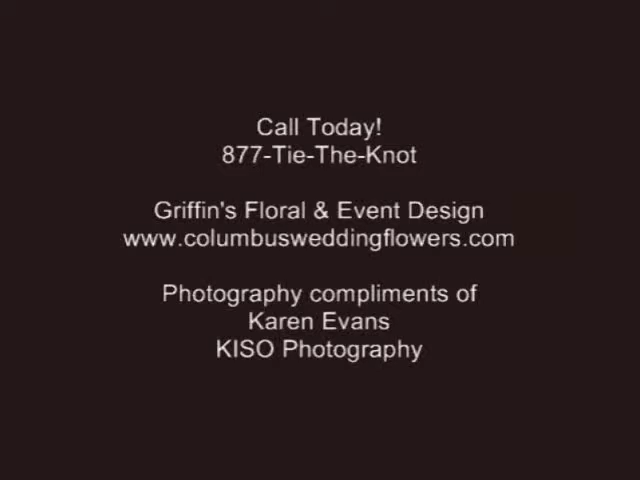 Call Today!
877-Tie-The-Knot
Griffin's Floral & Event Design
www.columbusweddingflowers.com
Photography compliments of
Karen Evans
KISO Photography